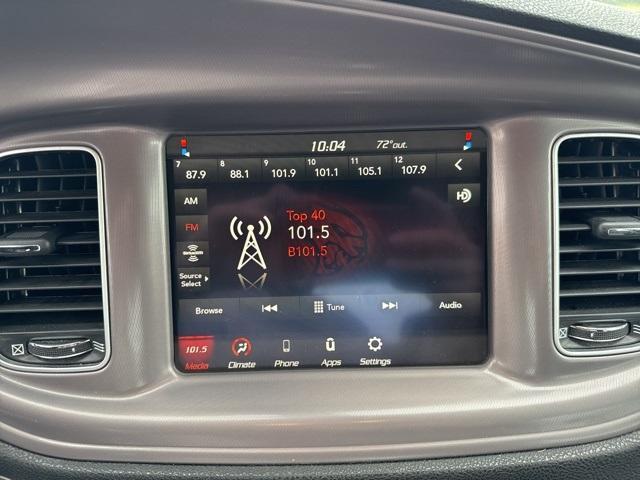 10:04 72°out.
7 8 9 10 11 12
87.9 88.1 101.9 101.1 105.1 107.9
AM
HD
FM
Top 40
101.5
B101.5
Source
Select
Browse Tune Audio
101.5
Media Climate Phone Apps Settings